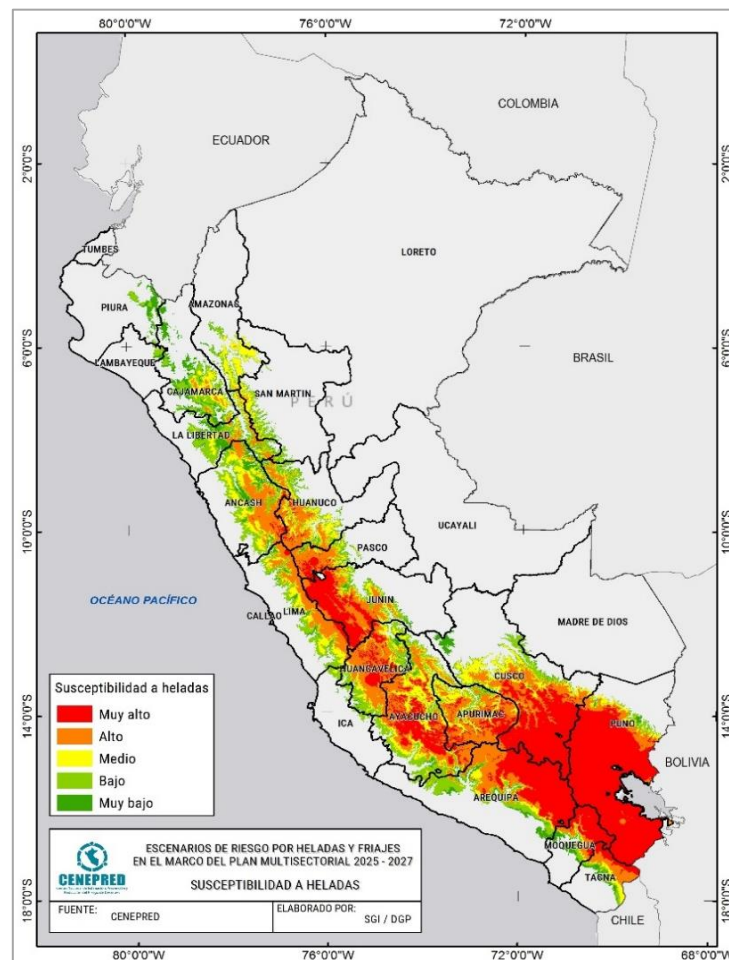 80°0'0"W 76°0'0"W 72°0'0"W
COLOMBIA
ECUADOR
2°0'0"S 2°0'0"S
TUMBES
LORETO
PIURA
AMAZONAS
6°0'0"S 6°0'0"S
LAMBAYEQUE
BRASIL
CAJAMARCA
SAN MARTIN
PERÚ
LA LIBERTAD
ANCASH
HUANUCO
UCAYALI
10°0'0"S 10°0'0"S
PASCO
OCÉANO PACÍFICO
JUNIN
CALLAO
LIMA
MADRE DE DIOS
HUANCAVELICA
CUSCO
Susceptibilidad a heladas
Muy alto
Alto
Medio
Bajo
Muy bajo
14°0'0"S 14°0'0"S
ICA
AYACUCHO
APURIMAC
PUNO
BOLIVIA
AREQUIPA
MOQUEGUA
TACNA
CENEPRED
ESCENARIOS DE RIESGO POR HELADAS Y FRIAJES
EN EL MARCO DEL PLAN MULTISECTORIAL 2025 - 2027
SUSCEPTIBILIDAD A HELADAS
FUENTE: CENEPRED
ELABORADO POR: SGI / DGP
18°0'0"S 18°0'0"S
CHILE
80°0'0"W 76°0'0"W 72°0'0"W 68°0'0"W